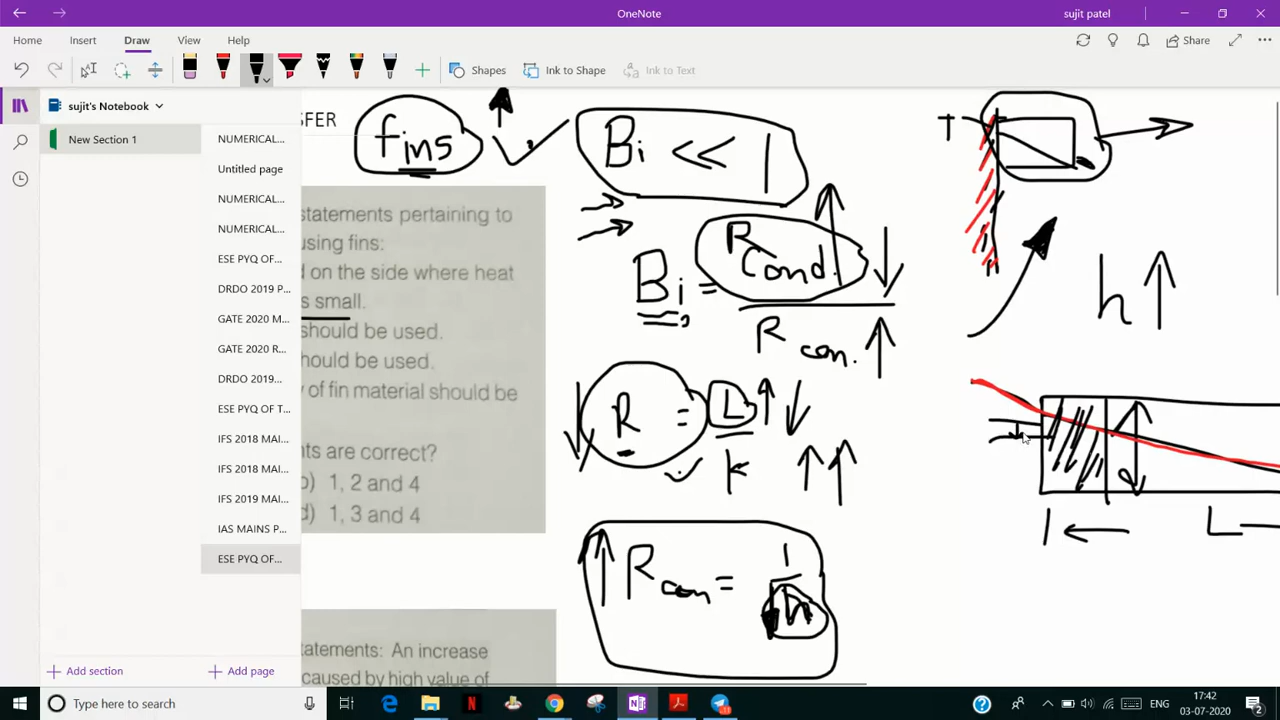 OneNote
sujit patel
Home
Insert
Draw
View
Help
Share
Shapes
Ink to Shape
Ink to Text
sujit's Notebook
New Section 1
NUMERICAL...
Untitled page
NUMERICAL...
NUMERICAL...
ESE PYQ OF...
DRDO 2019 P...
GATE 2020 M...
GATE 2020 R...
DRDO 2019...
ESE PYQ OF T...
IFS 2018 MAI...
IFS 2018 MAI...
IFS 2019 MAI...
IAS MAINS P...
ESE PYQ OF...
Add section
Add page
SFER
fins
Bi << 1
statements pertaining to
using fins:
d on the side where heat
s small.
should be used.
should be used.
y of fin material should be
nts are correct?
) 1, 2 and 4
) 1, 3 and 4
tatements: An increase
caused by high value of
Bi = R Cond.
R con.
R = L
k
R con = 1
h
T
h
L
Type here to search
ENG
17:42
03-07-2020
2